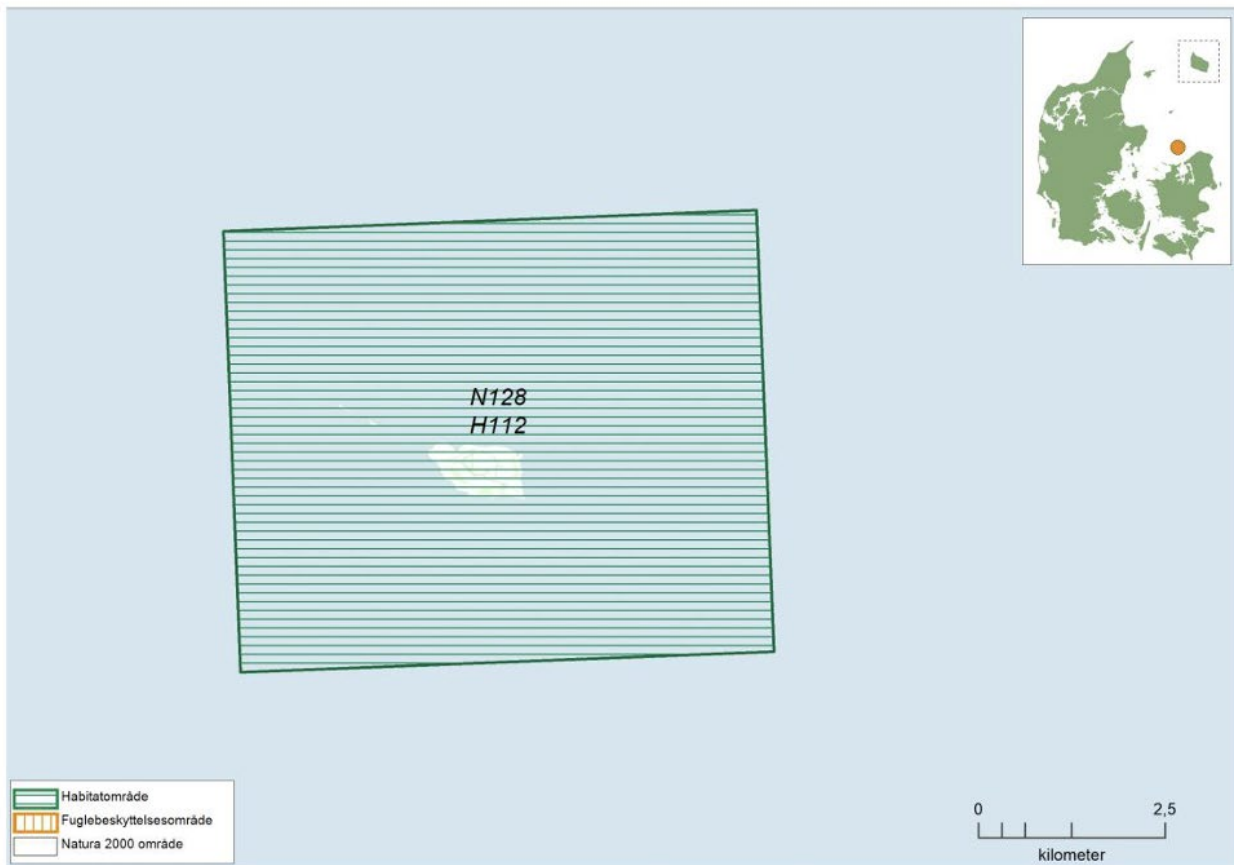 N128
H112
Habitatområde
Fuglebeskyttelsesområde
Natura 2000 område
0 2,5
kilometer